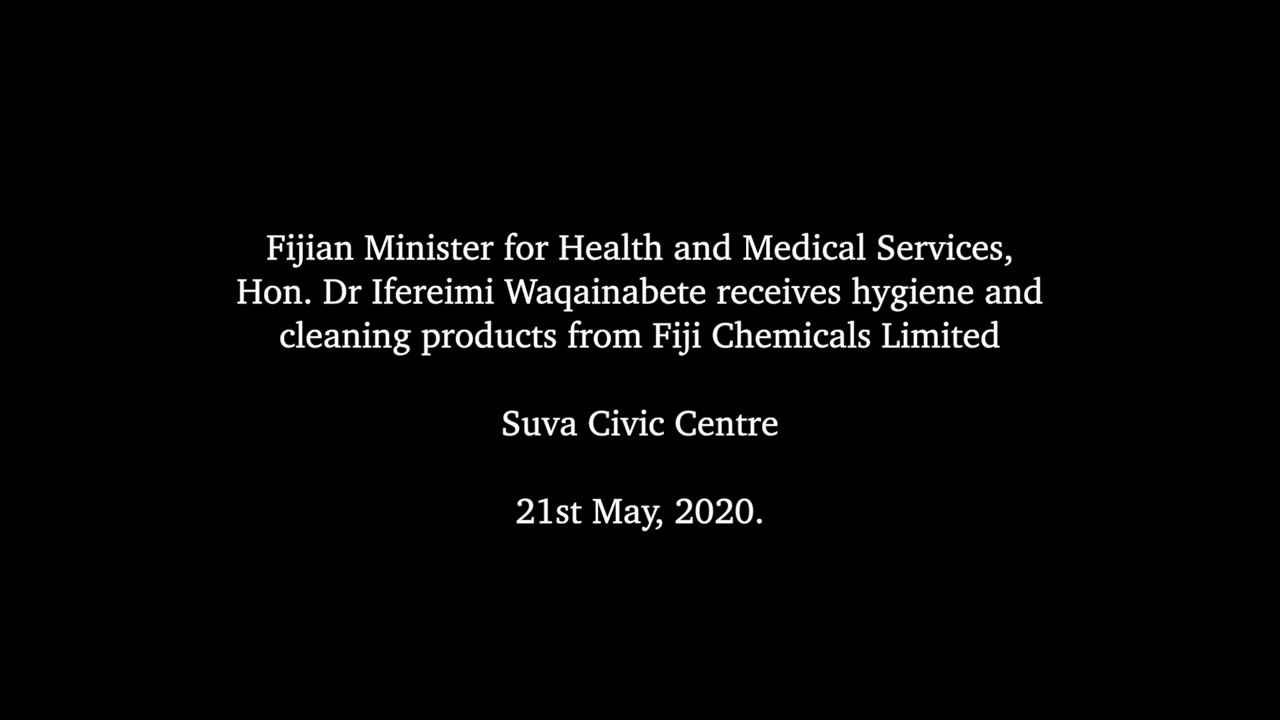 Fijian Minister for Health and Medical Services,
Hon. Dr Ifereimi Waqainabete receives hygiene and
cleaning products from Fiji Chemicals Limited
Suva Civic Centre
21st May, 2020.